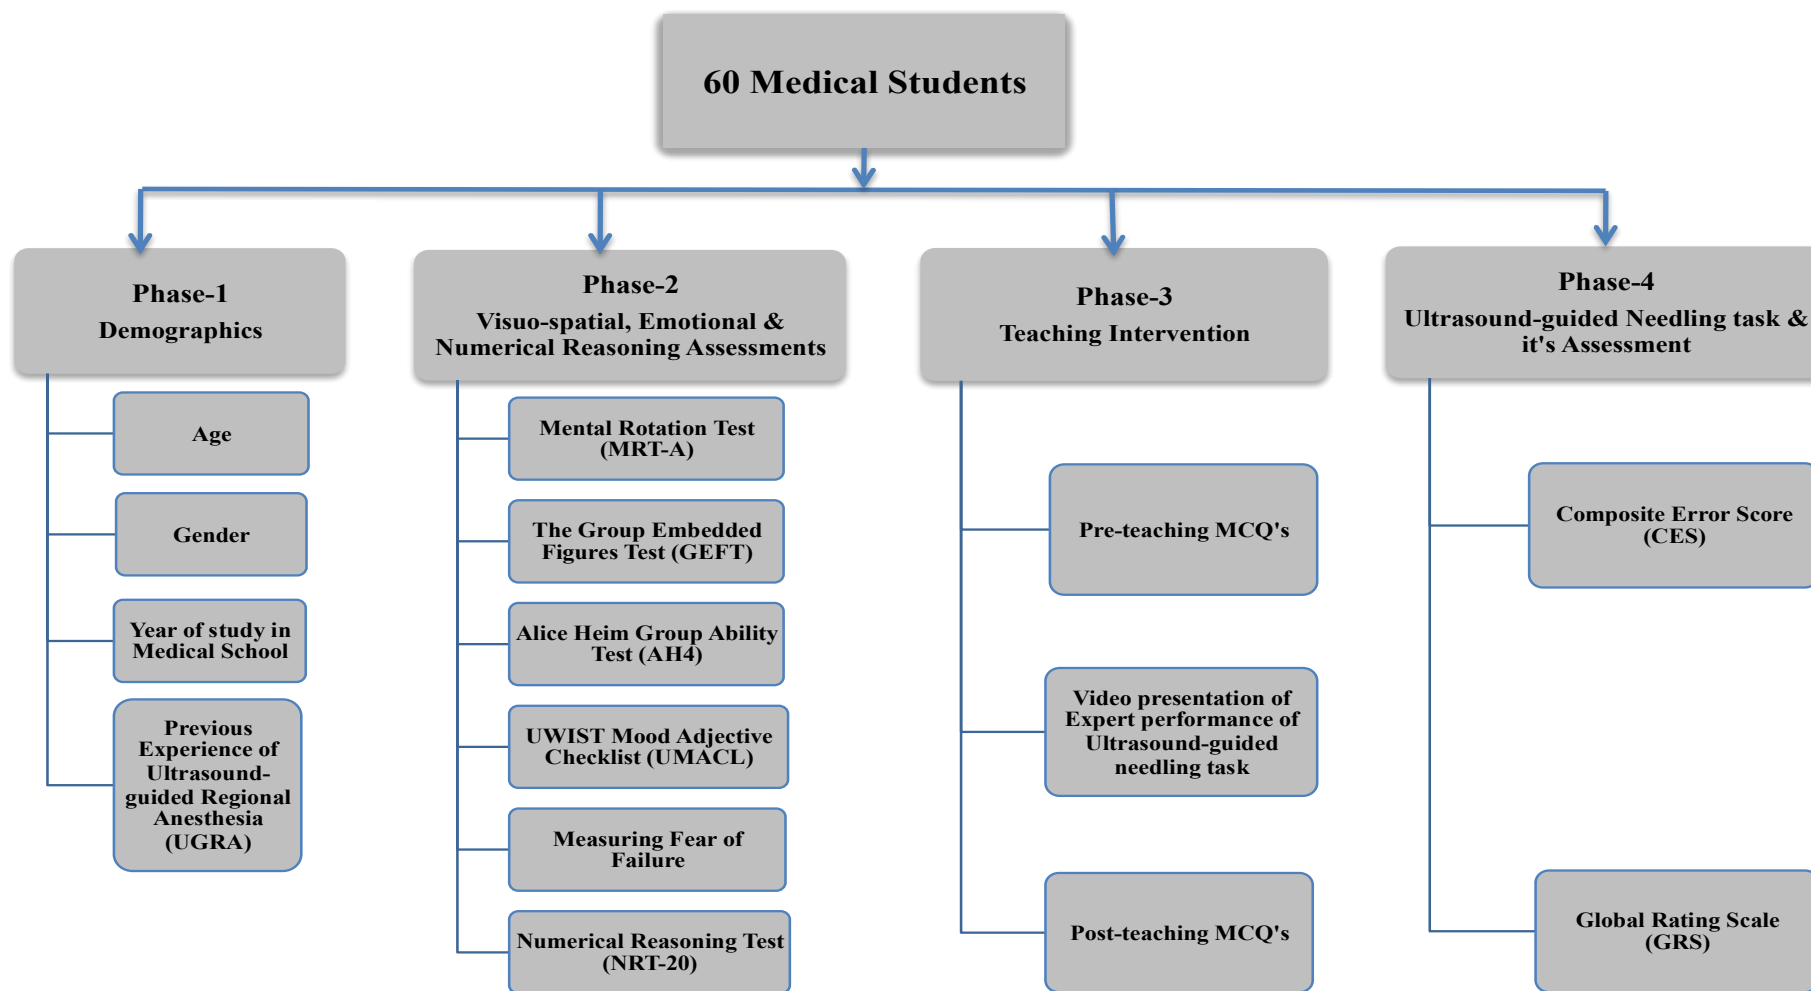 60 Medical Students
Phase-1
Demographics
Age
Gender
Year of study in
Medical School
Previous
Experience of
Ultrasound-
guided Regional
Anesthesia
(UGRA)
Phase-2
Visuo-spatial, Emotional &
Numerical Reasoning Assessments
Mental Rotation Test
(MRT-A)
The Group Embedded
Figures Test (GEFT)
Alice Heim Group Ability
Test (AH4)
UWIST Mood Adjective
Checklist (UMACL)
Measuring Fear of
Failure
Numerical Reasoning Test
(NRT-20)
Phase-3
Teaching Intervention
Pre-teaching MCQ's
Video presentation of
Expert performance of
Ultrasound-guided
needling task
Post-teaching MCQ's
Phase-4
Ultrasound-guided Needling task &
it's Assessment
Composite Error Score
(CES)
Global Rating Scale
(GRS)